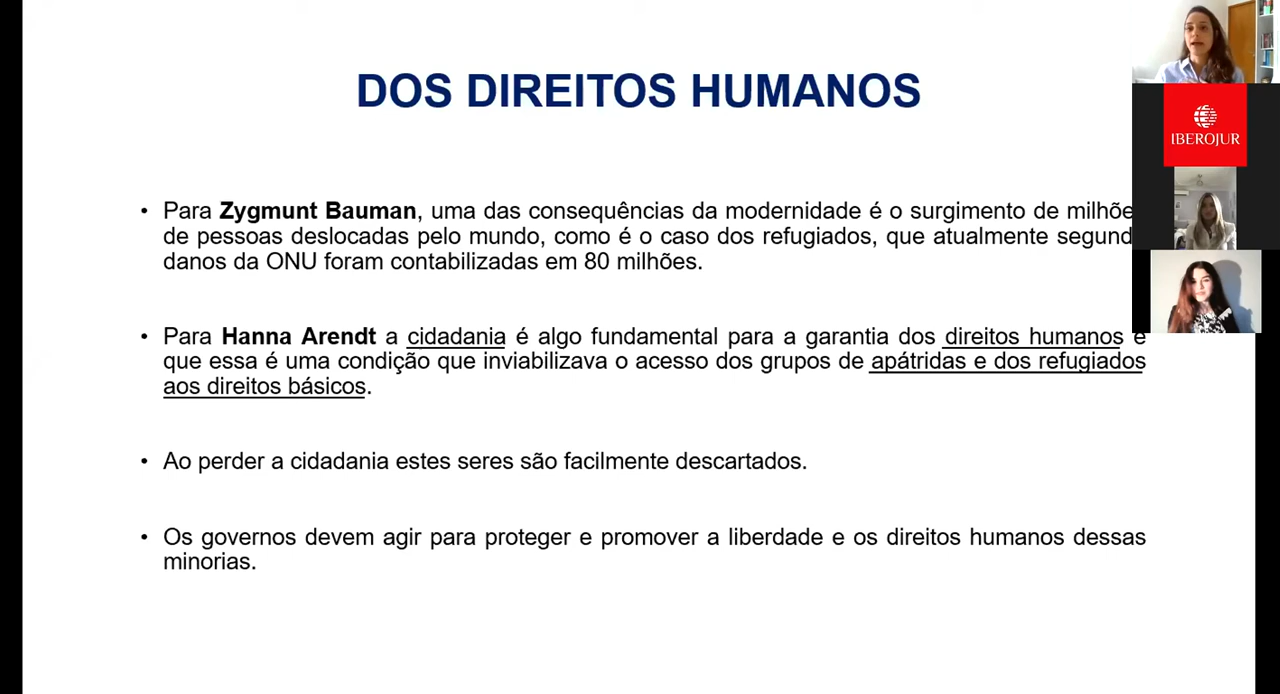 DOS DIREITOS HUMANOS
IBEROJUR
• Para Zygmunt Bauman, uma das consequências da modernidade é o surgimento de milhõe
de pessoas deslocadas pelo mundo, como é o caso dos refugiados, que atualmente segund
danos da ONU foram contabilizadas em 80 milhões.
• Para Hanna Arendt a cidadania é algo fundamental para a garantia dos direitos humanos e
que essa é uma condição que inviabilizava o acesso dos grupos de apátridas e dos refugiados
aos direitos básicos.
• Ao perder a cidadania estes seres são facilmente descartados.
• Os governos devem agir para proteger e promover a liberdade e os direitos humanos dessas
minorias.